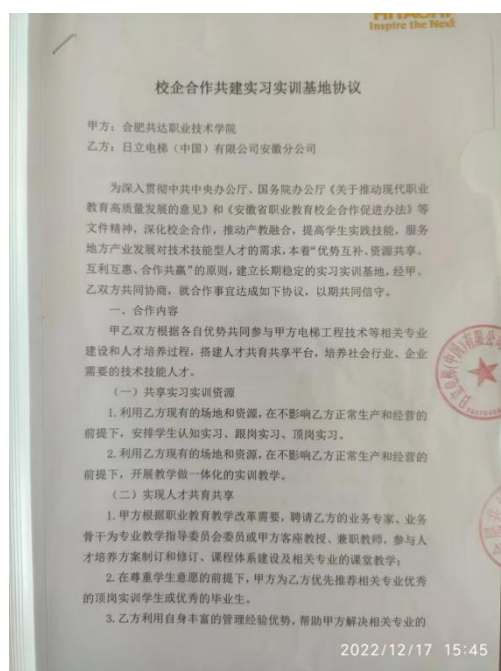 HITACHI
Inspire the Next
校企合作共建实习实训基地协议
甲方：合肥共达职业技术学院
乙方：日立电梯（中国）有限公司安徽分公司
为深入贯彻中共中央办公厅、国务院办公厅《关于推动现代职业
教育高质量发展的意见》和《安徽省职业教育校企合作促进办法》等
文件精神，深化校企合作，推动产教融合，提高学生实践技能，服务
地方产业发展对技术技能型人才的需求，本着“优势互补、资源共享、
互利互惠、合作共赢”的原则，建立长期稳定的实习实训基地，经甲、
乙双方共同协商，就合作事宜达成如下协议，以期共同信守。
一、合作内容
甲乙双方根据各自优势共同参与甲方电梯工程技术等相关专业
建设和人才培养过程，搭建人才共育共享平台，培养社会行业、企业
需要的技术技能人才。
（一）共享实习实训资源
1.利用乙方现有的场地和资源，在不影响乙方正常生产和经营的
前提下，安排学生认知实习、跟岗实习、顶岗实习。
2.利用乙方现有的场地和资源，在不影响乙方正常生产和经营的
前提下，开展教学做一体化的实训教学。
（二）实现人才共育共享
1.甲方根据职业教育教学改革需要，聘请乙方的业务专家、业务
骨干为专业教学指导委员会委员或甲方客座教授、兼职教师，参与人
才培养方案制订和修订、课程体系建设及相关专业的课堂教学；
2.在尊重学生意愿的前提下，甲方为乙方优先推荐相关专业优秀
的顶岗实训学生或优秀的毕业生。
3.乙方利用自身丰富的管理经验优势，帮助甲方解决相关专业的
2022/12/17 15:45